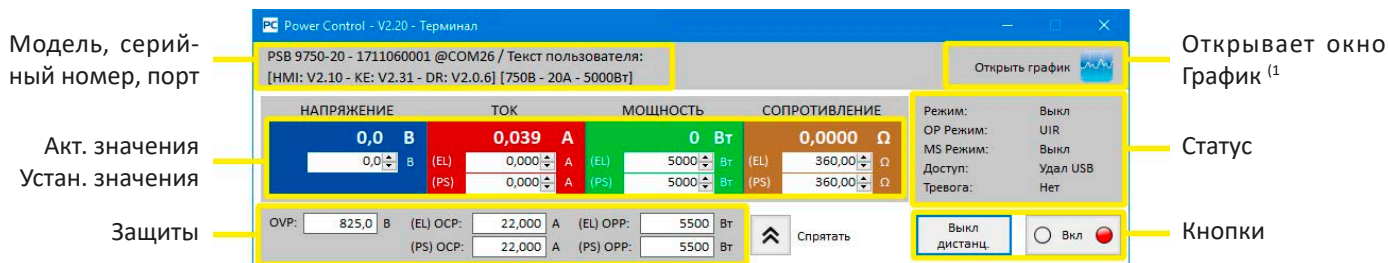 PC Power Control - V2.20 - Терминал
Модель, серий-
ный номер, порт
PSB 9750-20 - 1711060001 @COM26 / Текст пользователя:
[HMI: V2.10 - KE: V2.31 - DR: V2.0.6] [750В - 20А - 5000Вт]
Открыть график
Открывает окно
График (1
НАПРЯЖЕНИЕ ТОК МОЩНОСТЬ СОПРОТИВЛЕНИЕ
Акт. значения
Устан. значения
0,0 В 0,039 А 0 Вт 0,0000 Ω
0,0 В (EL) 0,000 А (EL) 5000 Вт (EL) 360,00 Ω
(PS) 0,000 А (PS) 5000 Вт (PS) 360,00 Ω
Режим: Выкл
OP Режим: UIR
MS Режим: Выкл
Доступ: Удал USB
Тревога: Нет
Статус
Защиты
OVP: 825,0 В (EL) OCP: 22,000 А (EL) OPP: 5500 Вт
(PS) OCP: 22,000 А (PS) OPP: 5500 Вт
Спрятать
Выкл
дистанц.
Вкл
Кнопки